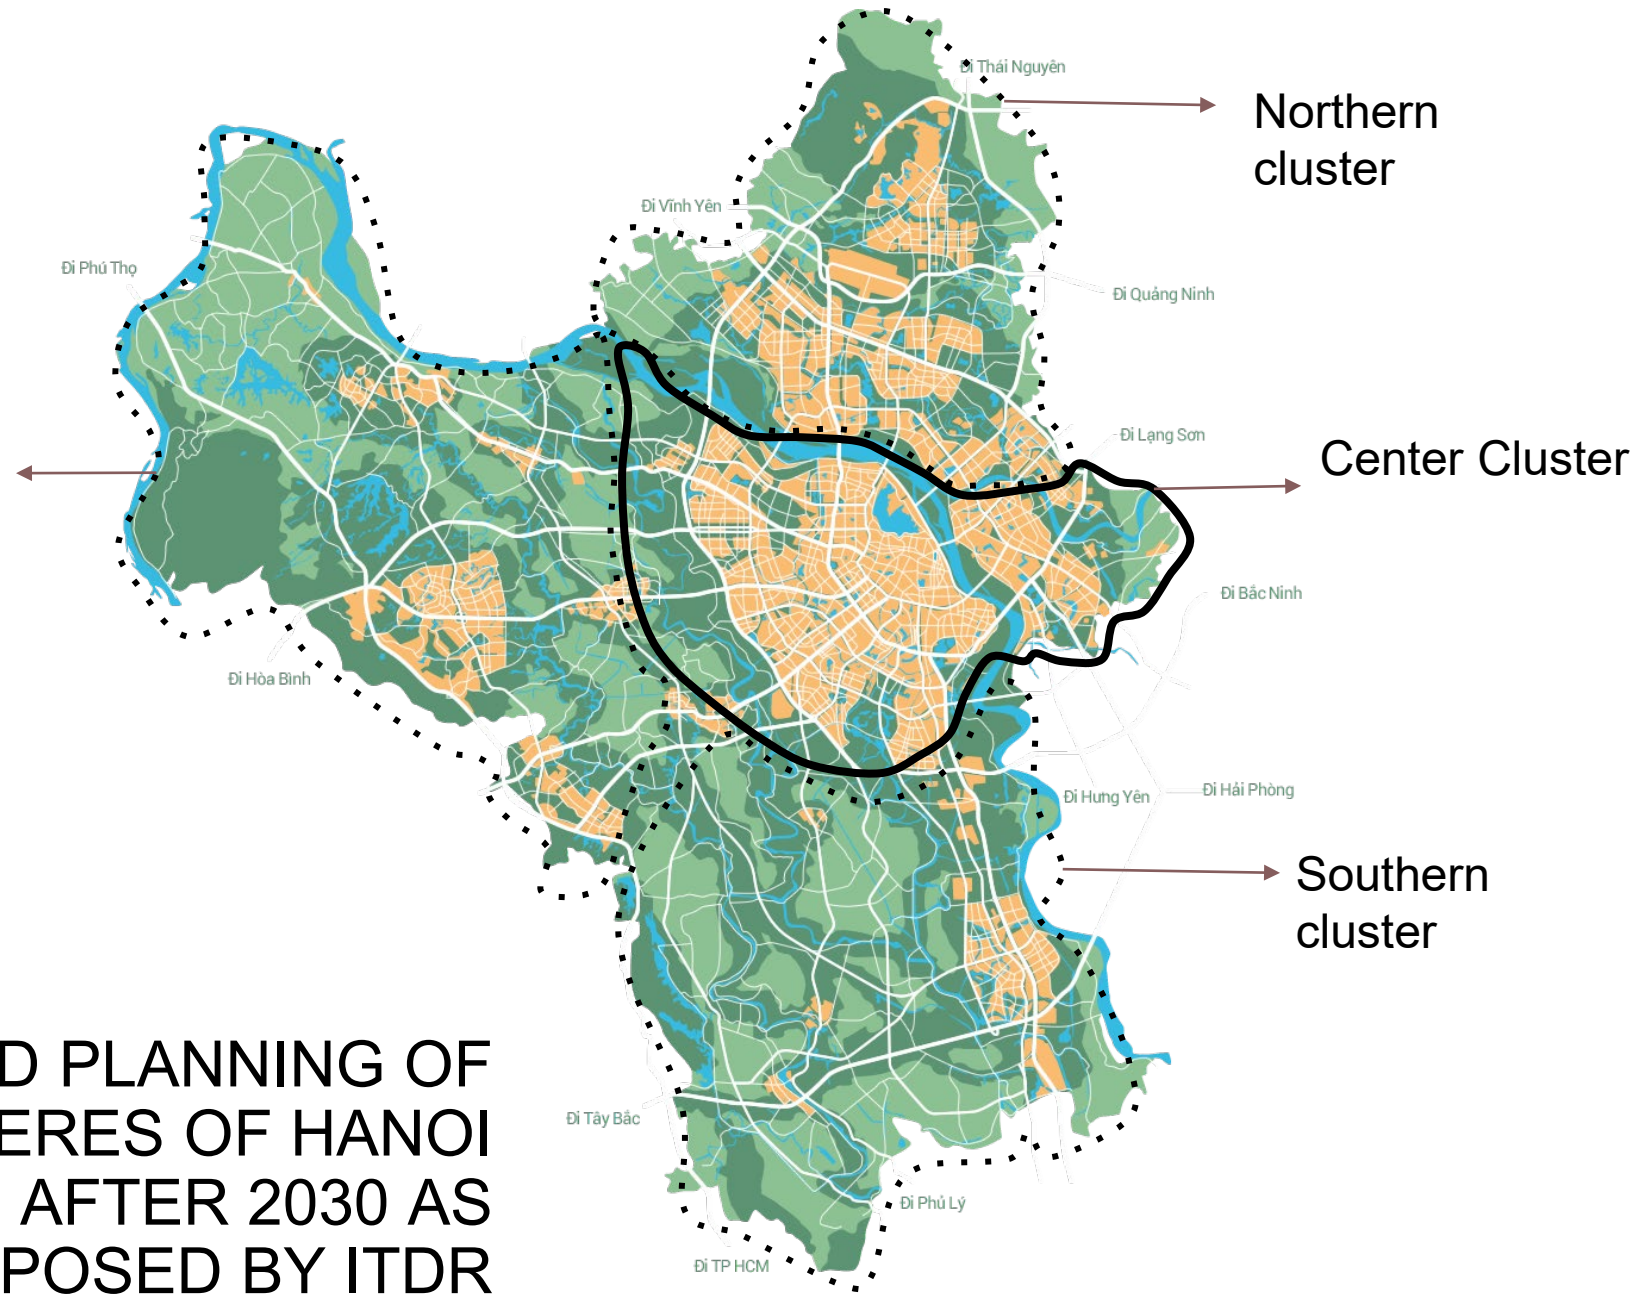 Đi Thái Nguyên
Northern
cluster
Đi Vĩnh Yên
Đi Phú Thọ
Đi Quảng Ninh
Đi Lạng Sơn
Center Cluster
Đi Bắc Ninh
Đi Hòa Bình
Đi Hưng Yên
Đi Hải Phòng
Southern
cluster
D PLANNING OF
ERES OF HANOI
AFTER 2030 AS
POSED BY ITDR
Đi Tây Bắc
Đi Phủ Lý
Đi TP HCM